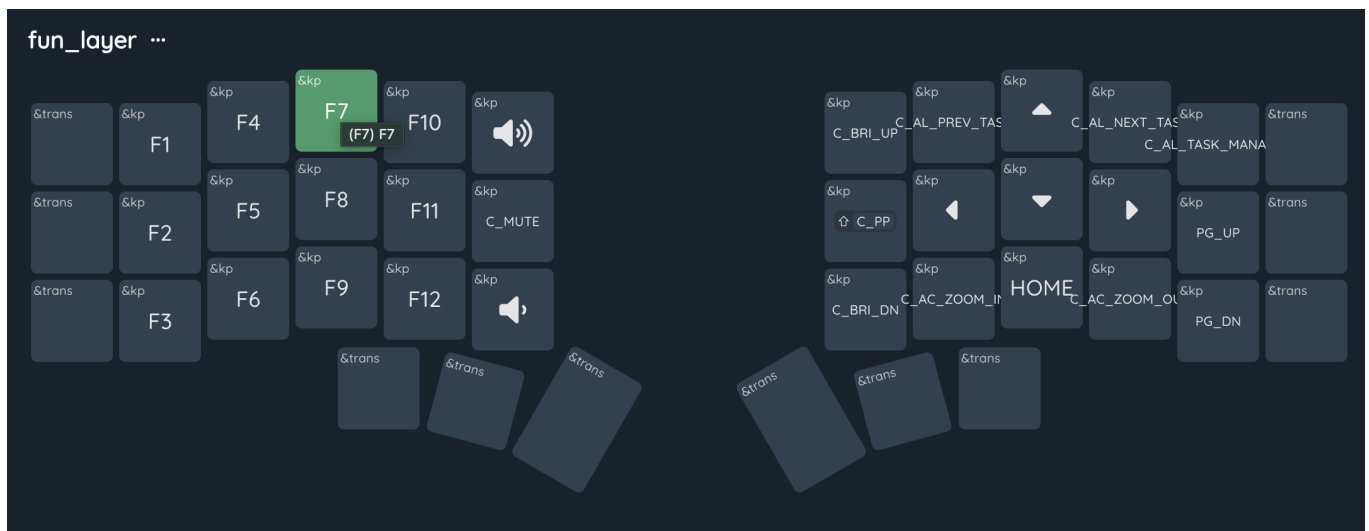 fun_layer ...
&trans
&kp
F1
&kp
F4
&kp
F7
(F7) F7
&kp
F10
&kp
&kp
C_BRI_UP
&kp
C_AL_PREV_TAS
&kp
&kp
C_AL_NEXT_TAS
&kp
C_AL_TASK_MANA
&trans
&trans
&kp
F2
&kp
F5
&kp
F8
&kp
F11
&kp
C_MUTE
&kp
⇧ C_PP
&kp
&kp
&kp
&kp
PG_UP
&trans
&trans
&kp
F3
&kp
F6
&kp
F9
&kp
F12
&kp
&kp
C_BRI_DN
&kp
C_AC_ZOOM_IN
&kp
HOME
&kp
C_AC_ZOOM_OU
&kp
PG_DN
&trans
&trans
&trans
&trans
&trans
&trans
&trans